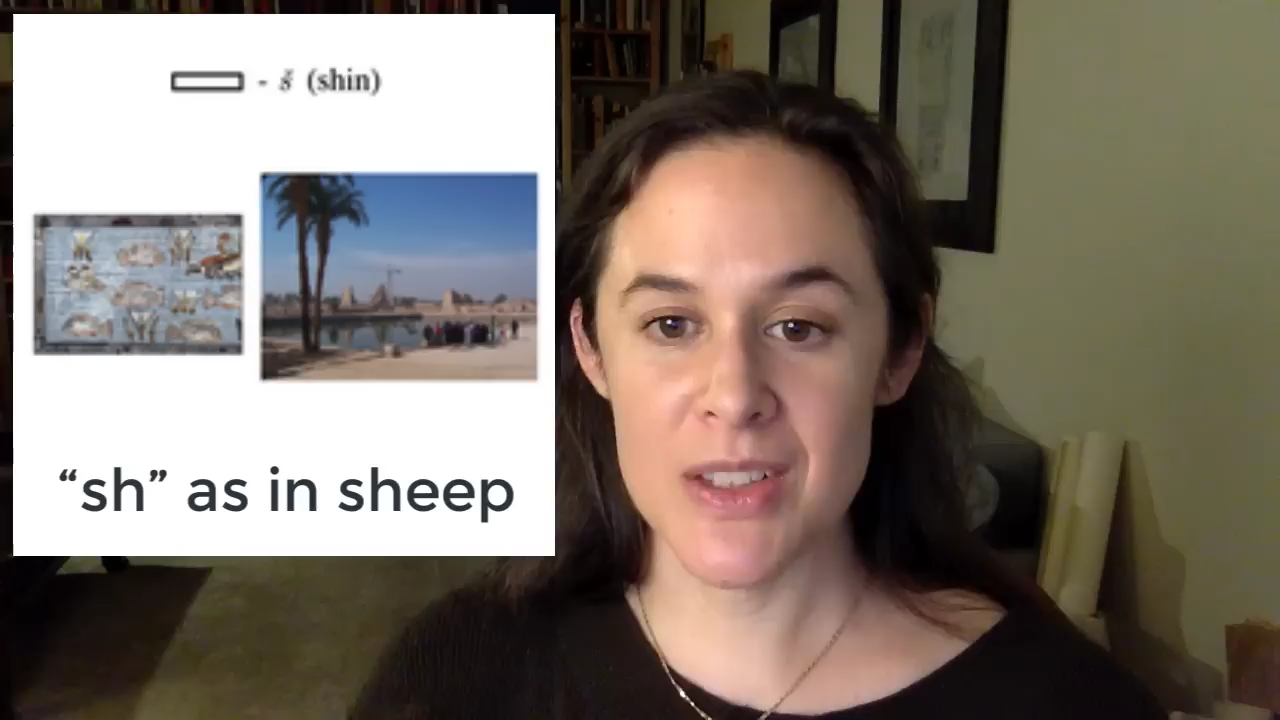 - š (shin)
“sh” as in sheep